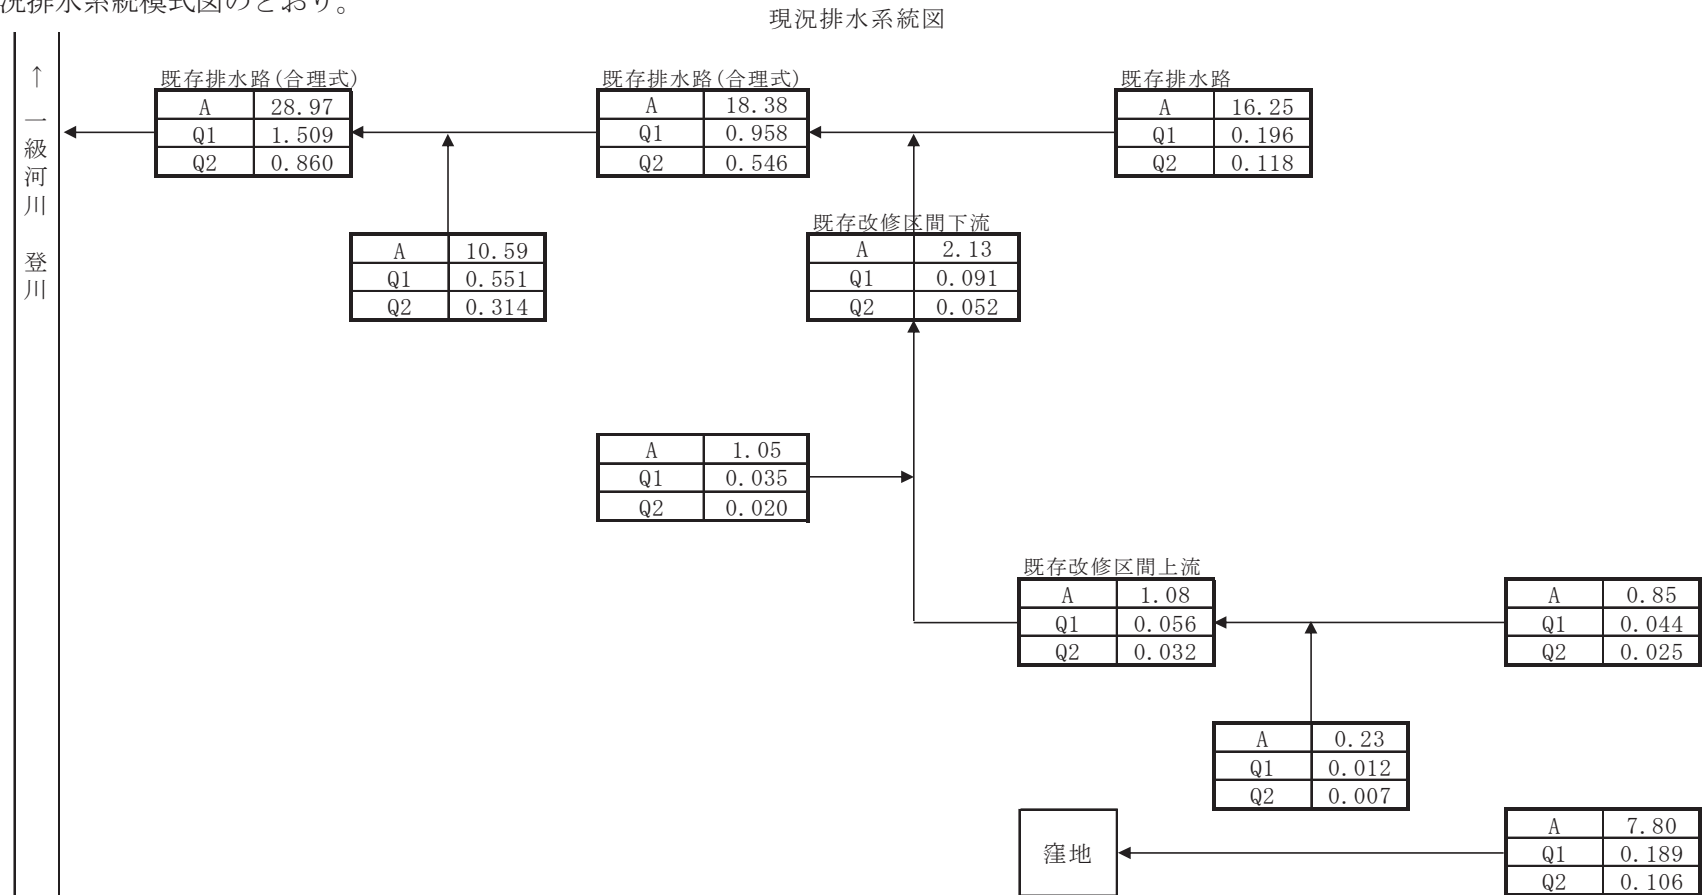 況排水系統模式図のとおり。
現況排水系統図
↑ 一級河川 登川
既存排水路(合理式)
A 28.97
Q1 1.509
Q2 0.860
既存排水路(合理式)
A 18.38
Q1 0.958
Q2 0.546
既存排水路
A 16.25
Q1 0.196
Q2 0.118
A 10.59
Q1 0.551
Q2 0.314
既存改修区間下流
A 2.13
Q1 0.091
Q2 0.052
A 1.05
Q1 0.035
Q2 0.020
既存改修区間上流
A 1.08
Q1 0.056
Q2 0.032
A 0.85
Q1 0.044
Q2 0.025
A 0.23
Q1 0.012
Q2 0.007
窪地
A 7.80
Q1 0.189
Q2 0.106